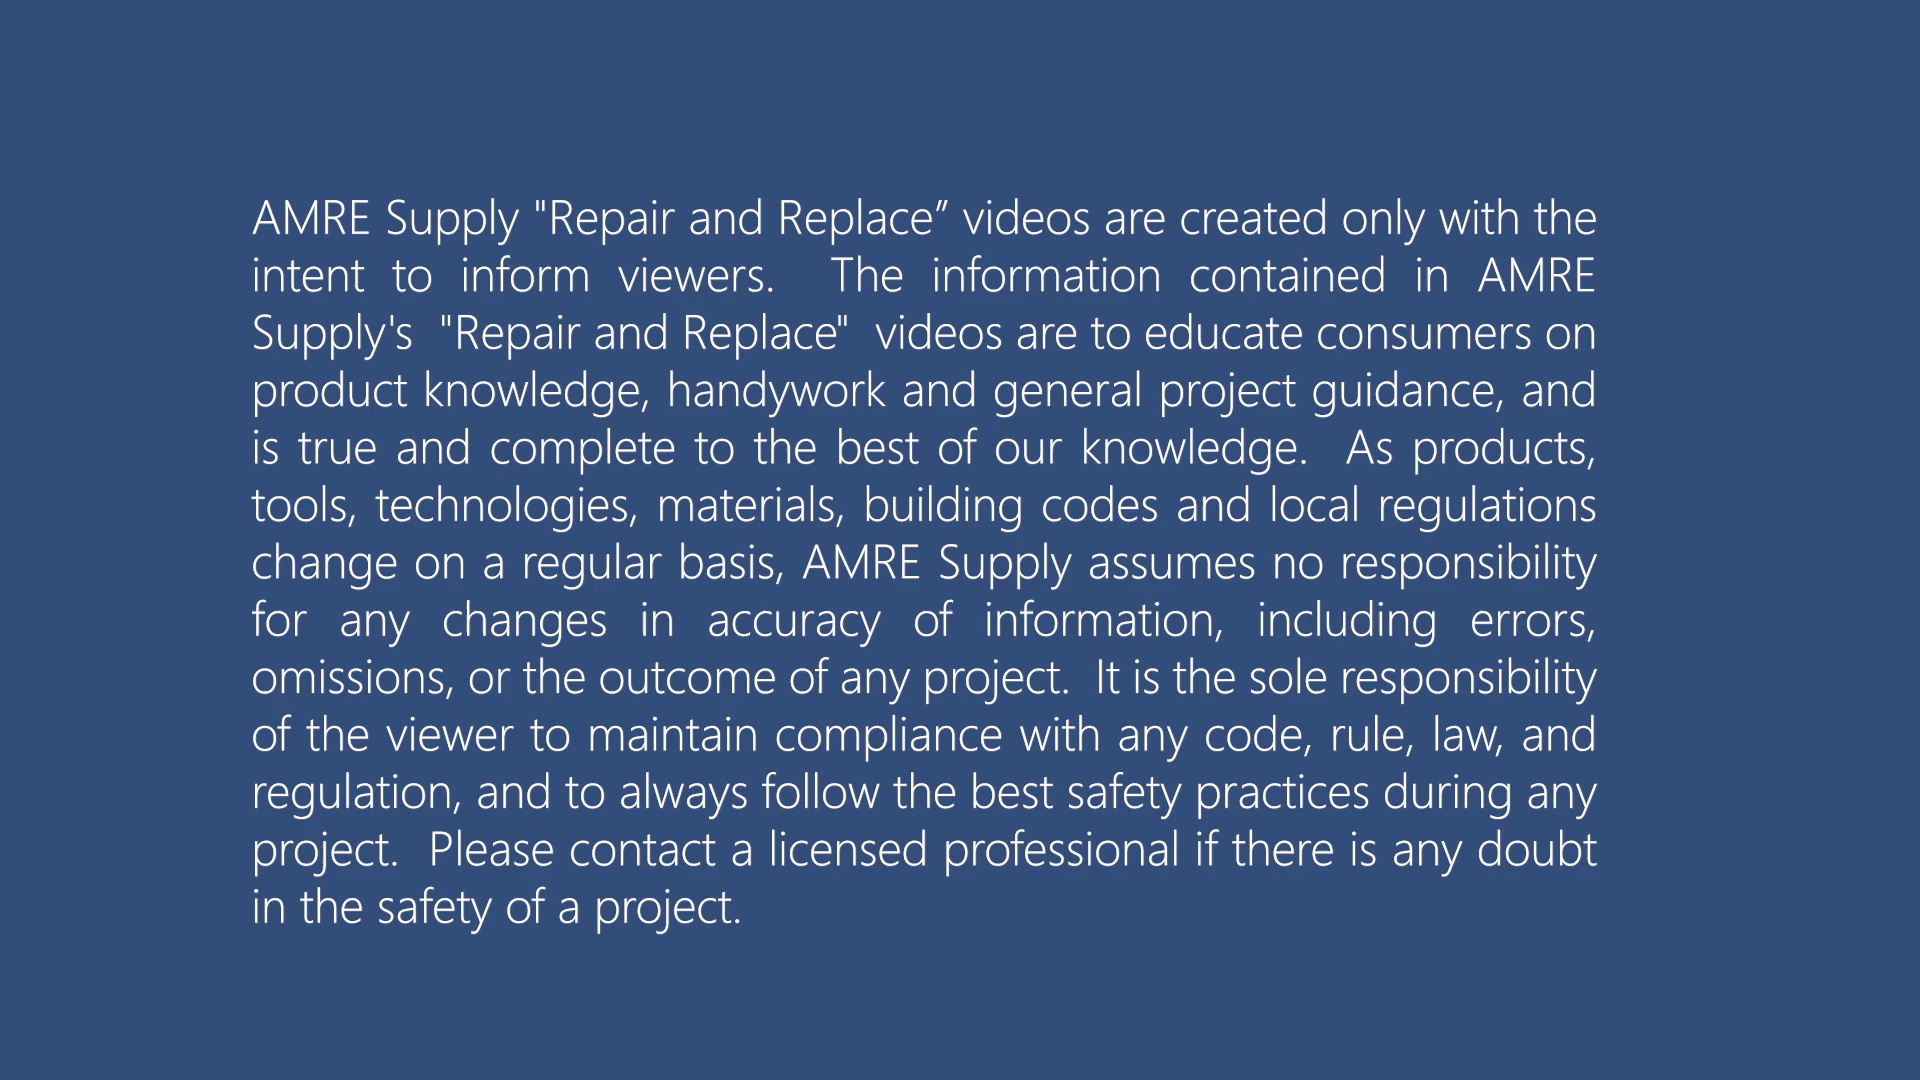 AMRE Supply "Repair and Replace” videos are created only with the
intent to inform viewers.  The information contained in AMRE
Supply's  "Repair and Replace"  videos are to educate consumers on
product knowledge, handywork and general project guidance, and
is true and complete to the best of our knowledge.  As products,
tools, technologies, materials, building codes and local regulations
change on a regular basis, AMRE Supply assumes no responsibility
for any changes in accuracy of information, including errors,
omissions, or the outcome of any project.  It is the sole responsibility
of the viewer to maintain compliance with any code, rule, law, and
regulation, and to always follow the best safety practices during any
project.  Please contact a licensed professional if there is any doubt
in the safety of a project.